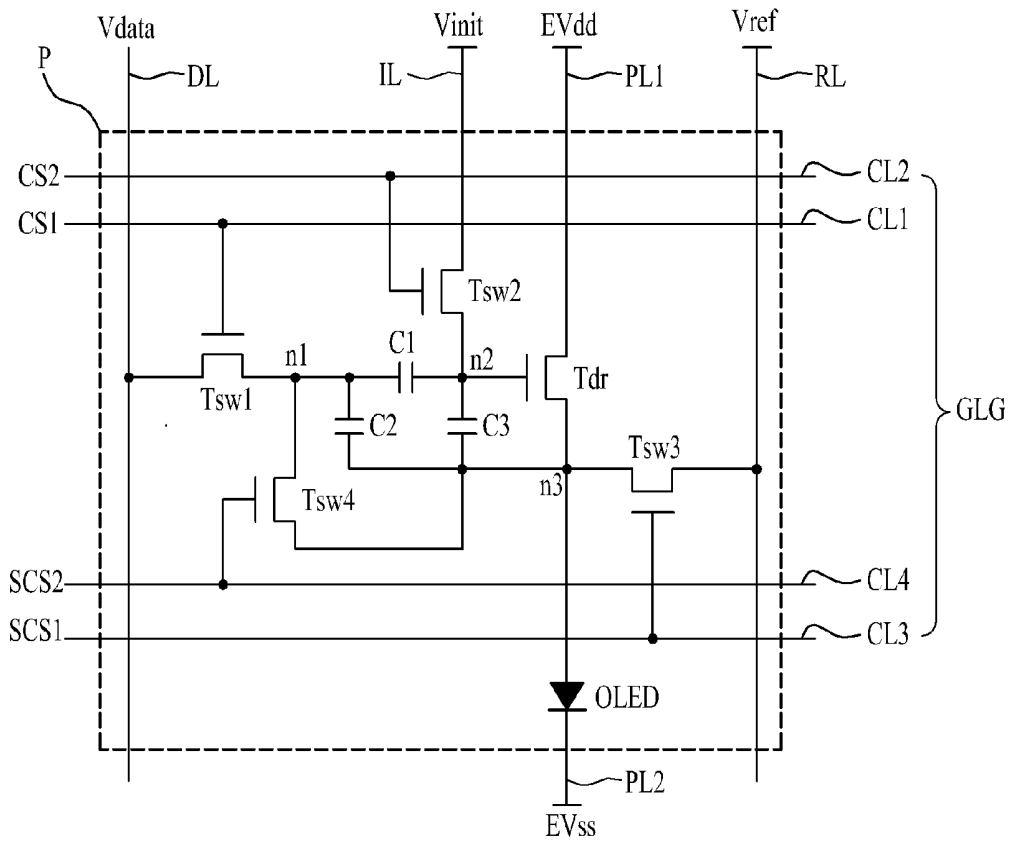 Vdata
Vinit
EVdd
Vref
P
DL
IL
PL1
RL
CS2
CL2
CS1
CL1
Tsw2
C1
n1
n2
Tsw1
Tdr
C2
C3
GLG
Tsw3
n3
Tsw4
SCS2
CL4
SCS1
CL3
OLED
PL2
EVss